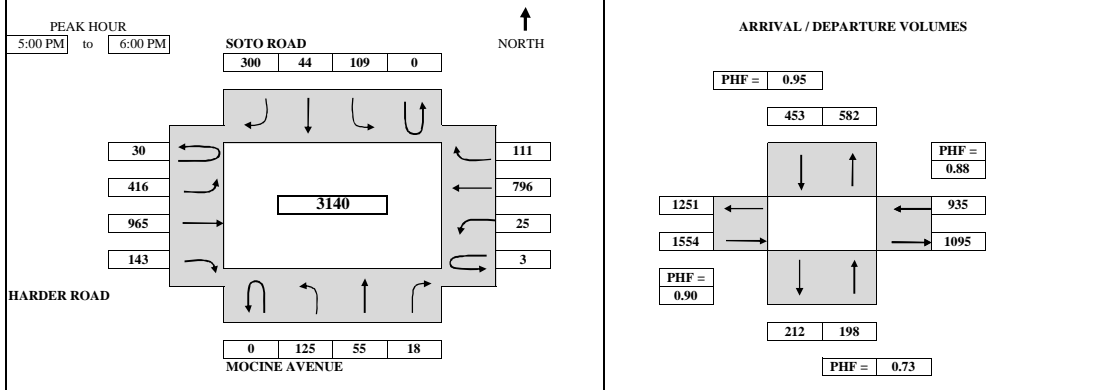 PEAK HOUR
5:00 PM to 6:00 PM
NORTH
SOTO ROAD
300 44 109 0
30
416
965
143
3140
111
796
25
3
HARDER ROAD
0 125 55 18
MOCINE AVENUE
ARRIVAL / DEPARTURE VOLUMES
PHF = 0.95
453 582
PHF =
0.88
1251
1554
935
1095
PHF =
0.90
212 198
PHF = 0.73